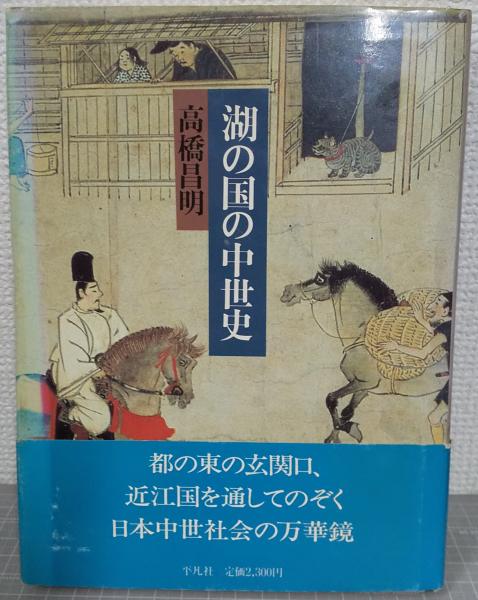 湖の国の中世史
高橋昌明
都の東の玄関口、
近江国を通してのぞく
日本中世社会の万華鏡
平凡社 定価2,300円